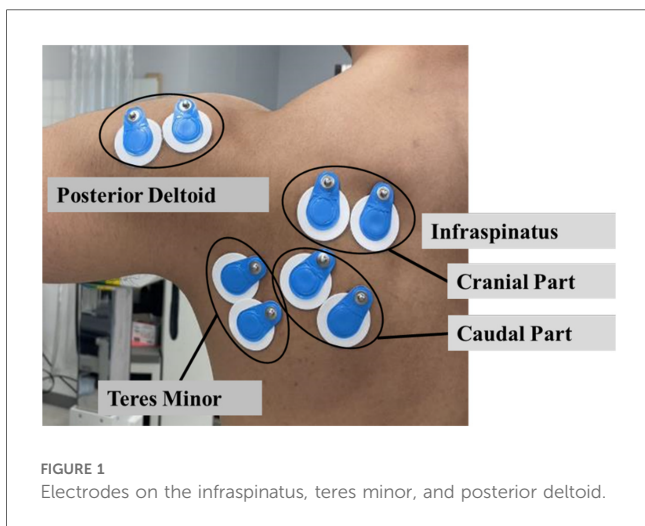 Posterior Deltoid
Infraspinatus
Cranial Part
Caudal Part
Teres Minor
FIGURE 1
Electrodes on the infraspinatus, teres minor, and posterior deltoid.